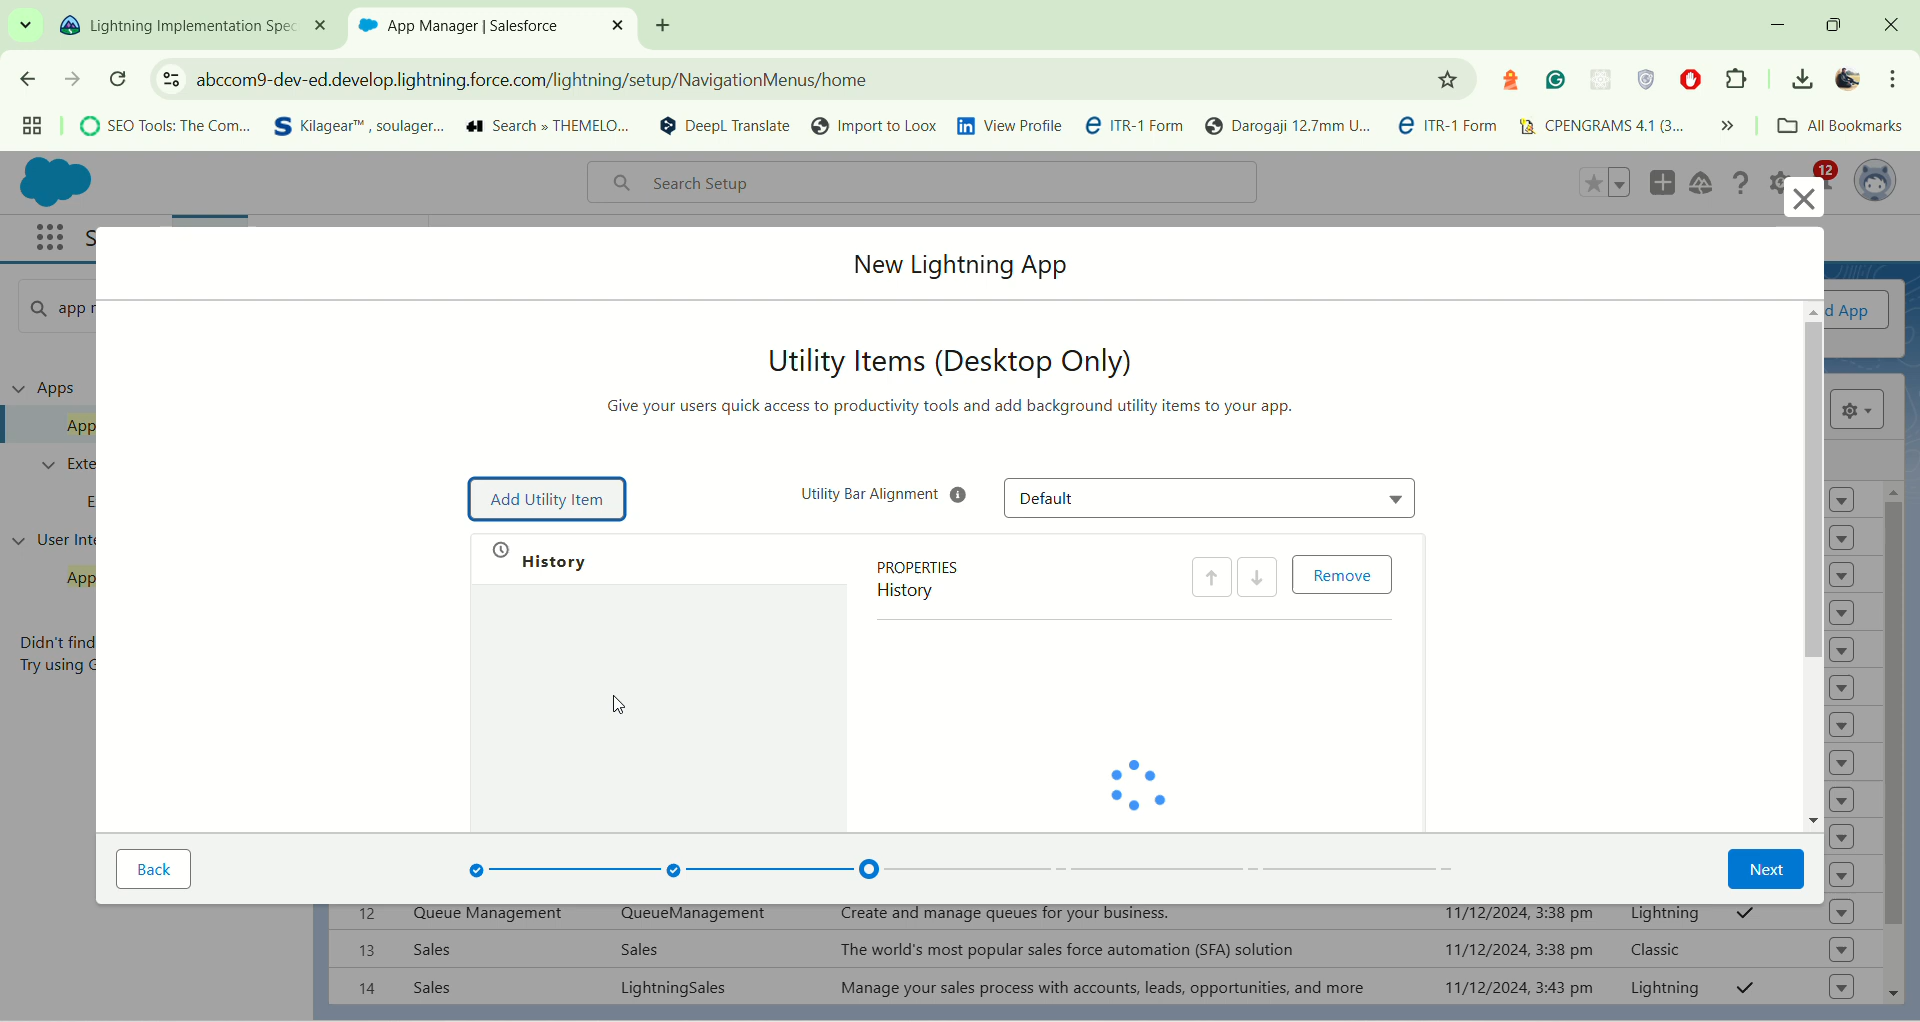 Lightning Implementation Spec
App Manager | Salesforce
abccom9-dev-ed.develop.lightning.force.com/lightning/setup/NavigationMenus/home
SEO Tools: The Com...
Kilagear™ , soulager...
Search » THEMELO...
DeepL Translate
Import to Loox
View Profile
ITR-1 Form
Darogaji 12.7mm U...
ITR-1 Form
CPENGRAMS 4.1 (3...
»
All Bookmarks
Search Setup
12
S
New Lightning App
app
d App
Utility Items (Desktop Only)
Give your users quick access to productivity tools and add background utility items to your app.
Apps
App
Exte
E
User Inte
App
Didn't find
Try using G
Add Utility Item
Utility Bar Alignment
Default
History
PROPERTIES
History
Remove
Back
Next
12 Queue Management QueueManagement Create and manage queues for your business. 11/12/2024, 3:38 pm Lightning
13 Sales Sales The world's most popular sales force automation (SFA) solution 11/12/2024, 3:38 pm Classic
14 Sales LightningSales Manage your sales process with accounts, leads, opportunities, and more 11/12/2024, 3:43 pm Lightning